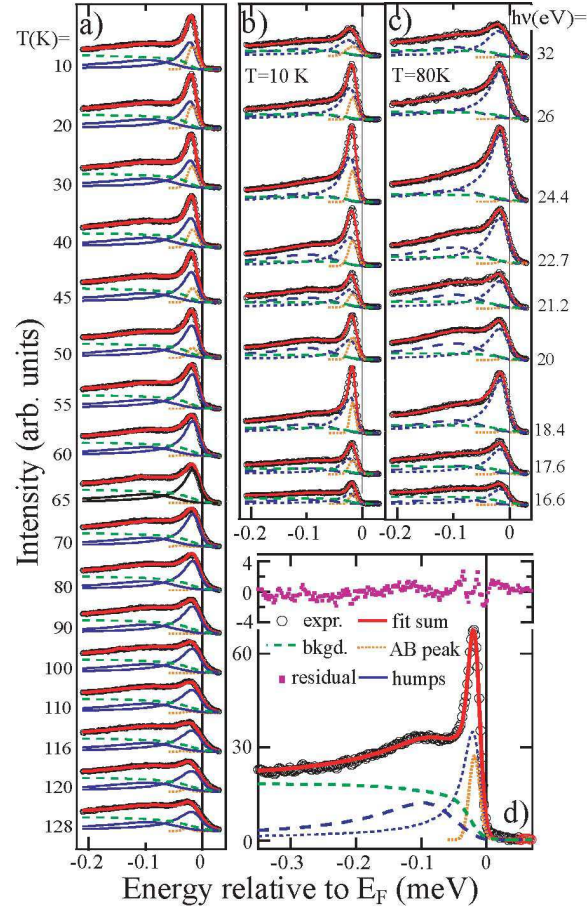 a)
b)
c)
hν(eV)=
T(K)=
10
20
30
40
45
50
55
60
65
70
80
90
100
110
116
120
128
T=10 K
T=80K
32
26
24.4
22.7
21.2
20
18.4
17.6
16.6
Intensity (arb. units)
-0.2 -0.1 0
-0.2 -0.1 0
-0.2 -0.1 0
4
2
0
-4
expr. fit sum
bkgd. AB peak
residual humps
60
30
0
d)
-0.3 -0.2 -0.1 0
Energy relative to EF (meV)